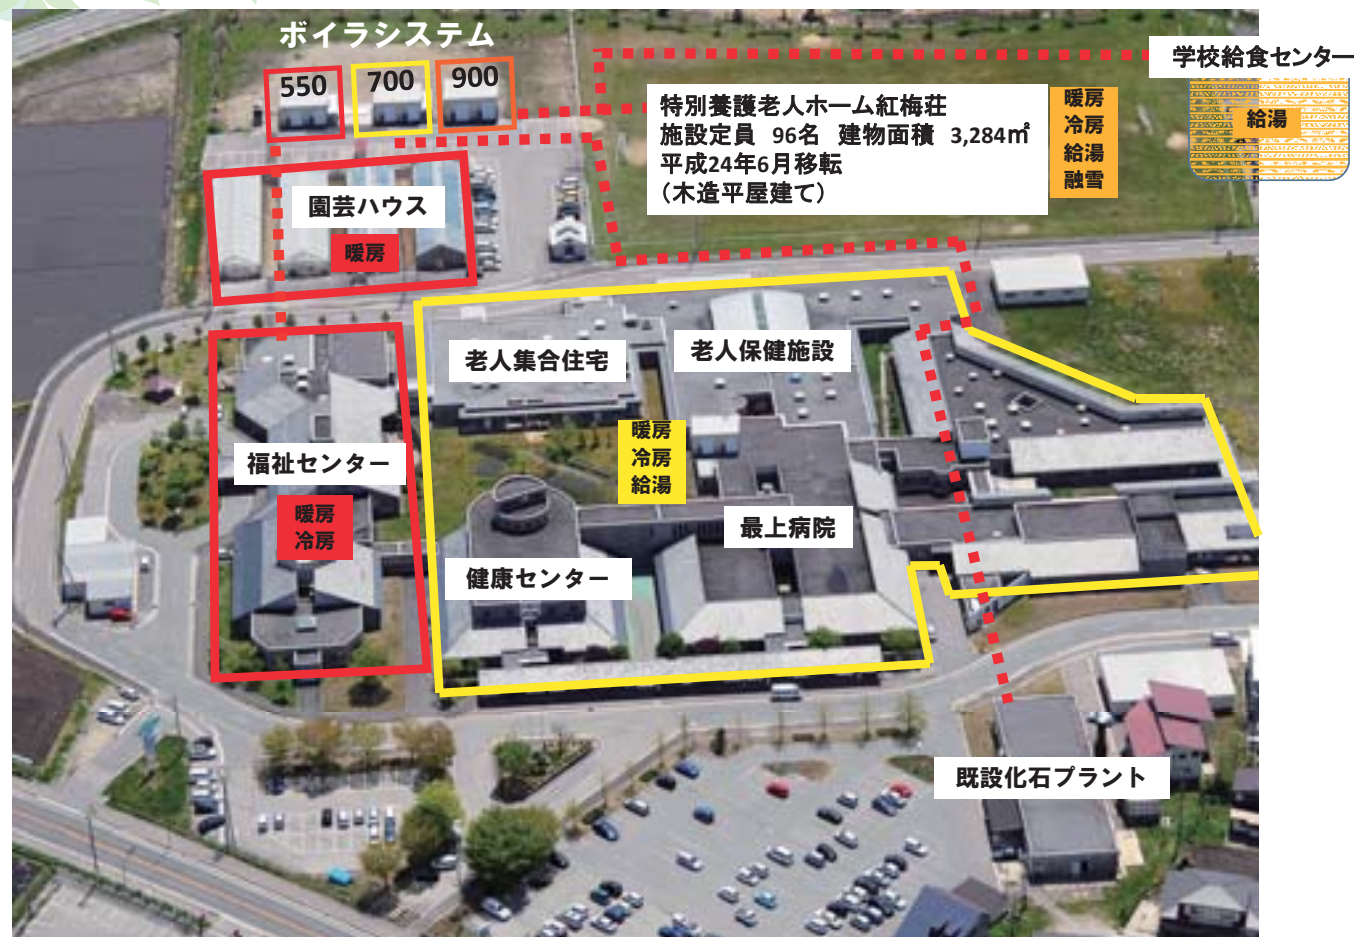 ボイラシステム
550
700
900
学校給食センター
給湯
特別養護老人ホーム紅梅荘
施設定員 96名 建物面積 3,284㎡
平成24年6月移転
(木造平屋建て)
暖房
冷房
給湯
融雪
園芸ハウス
暖房
老人集合住宅
老人保健施設
暖房
冷房
給湯
福祉センター
暖房
冷房
最上病院
健康センター
既設化石プラント